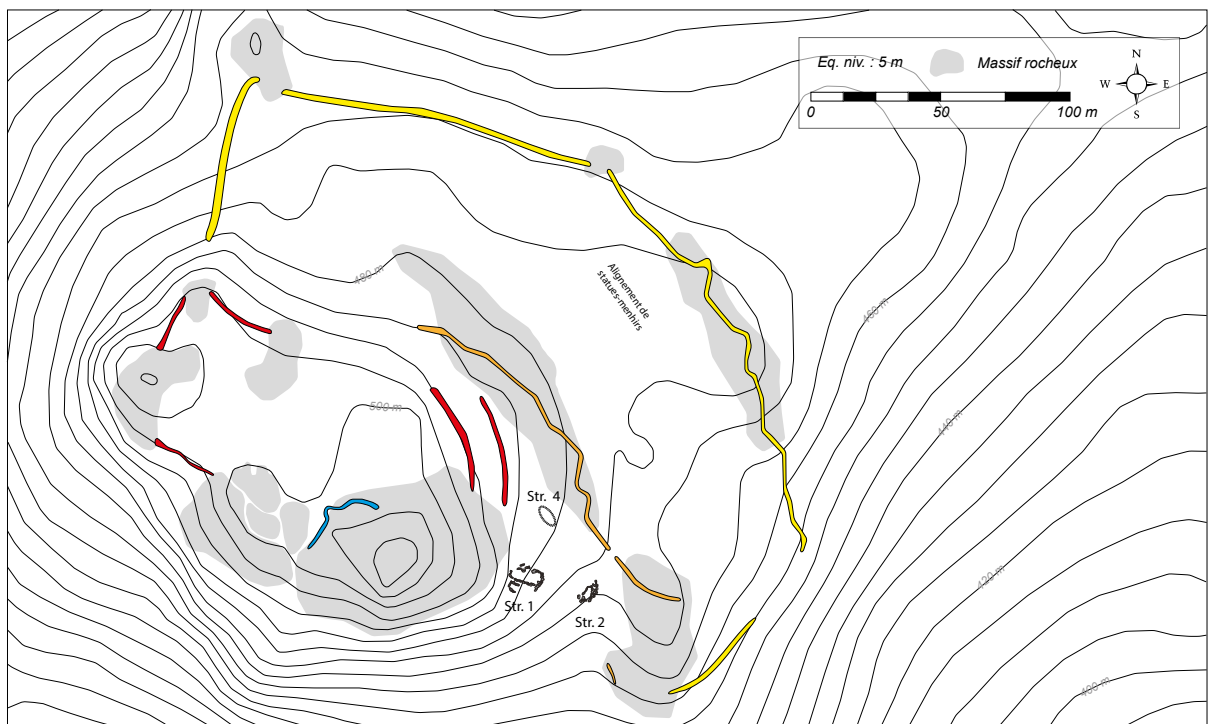 Eq. niv. : 5 m
Massif rocheux
N
W
E
S
0
50
100 m
480 m
Alignement de
statues-menhirs
460 m
500 m
440 m
Str. 4
420 m
Str. 1
Str. 2
400 m